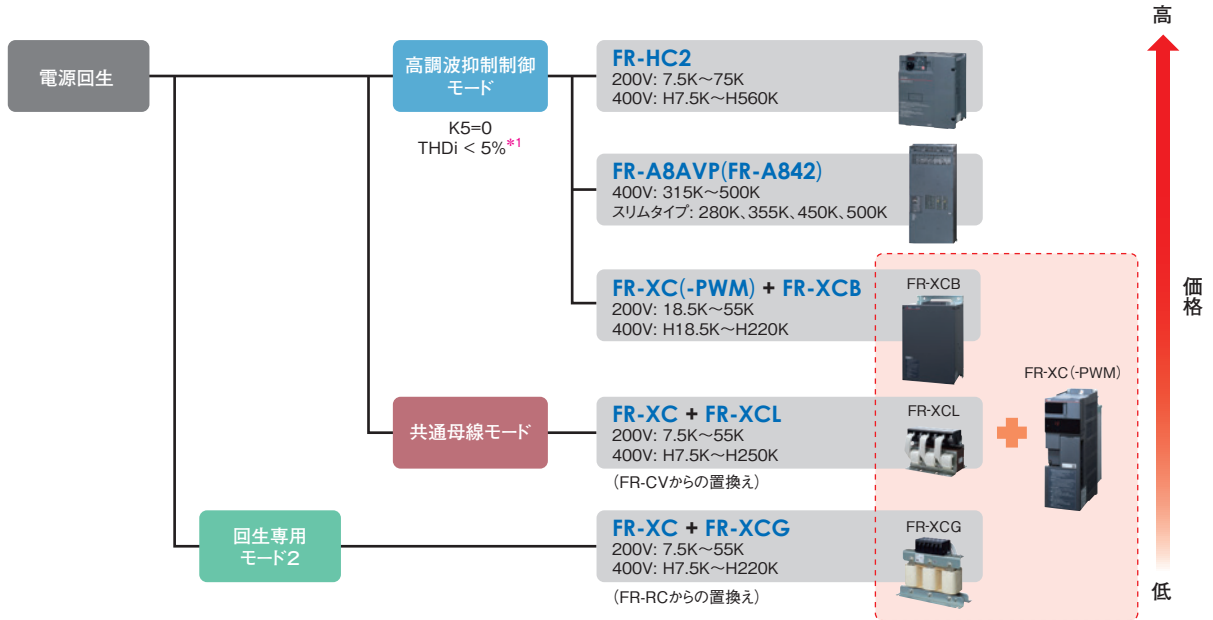 高
電源回生
高調波抑制制御
モード
K5=0
THDi < 5%*1
FR-HC2
200V: 7.5K~75K
400V: H7.5K~H560K
FR-A8AVP(FR-A842)
400V: 315K~500K
スリムタイプ: 280K、355K、450K、500K
FR-XC(-PWM) + FR-XCB
200V: 18.5K~55K
400V: H18.5K~H220K
FR-XCB
価格
FR-XC(-PWM)
共通母線モード
FR-XC + FR-XCL
200V: 7.5K~55K
400V: H7.5K~H250K
(FR-CVからの置換え)
FR-XCL
回生専用
モード2
FR-XC + FR-XCG
200V: 7.5K~55K
400V: H7.5K~H220K
(FR-RCからの置換え)
FR-XCG
低